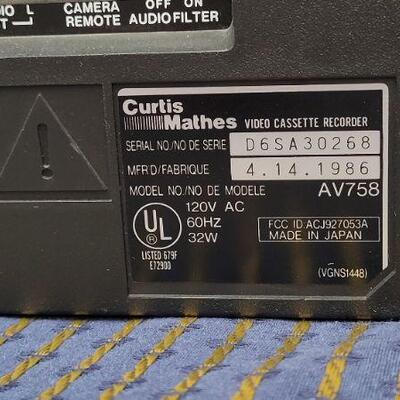 DIO L CAMERA OFF ON
T REMOTE AUDIO FILTER
Curtis
Mathes VIDEO CASSETTE RECORDER
SERIAL NO./NO DE SERIE D6SA30268
MFR'D/FABRIQUE 4.14.1986
MODEL NO./NO DE MODELE AV758
UL
®
LISTED 679F
E72900
120V AC
60HZ
32W
FCC ID:ACJ927053A
MADE IN JAPAN
(VGNS1448)